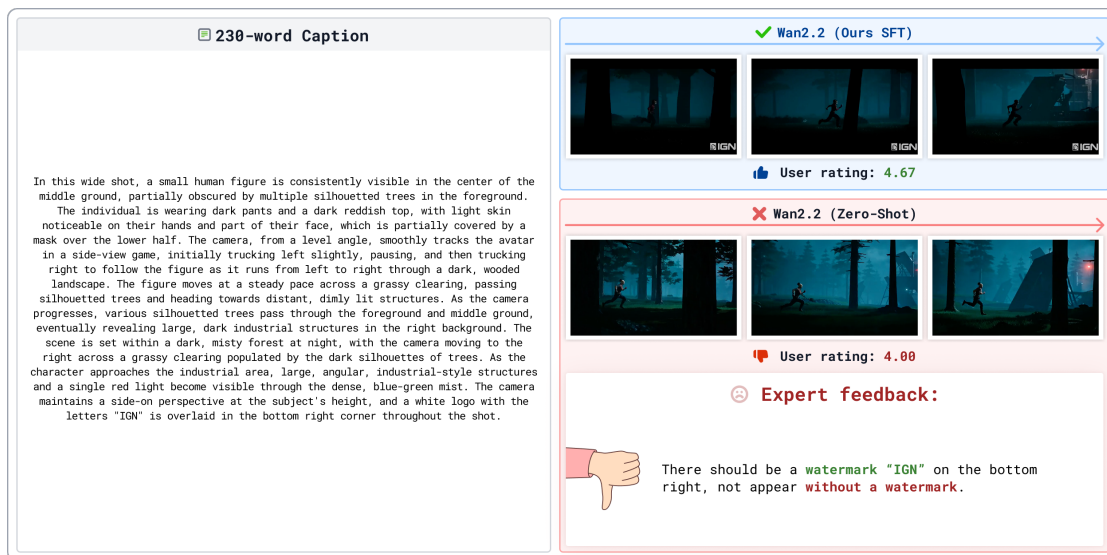 230-word Caption
In this wide shot, a small human figure is consistently visible in the center of the
middle ground, partially obscured by multiple silhouetted trees in the foreground.
The individual is wearing dark pants and a dark reddish top, with light skin
noticeable on their hands and part of their face, which is partially covered by a
mask over the lower half. The camera, from a level angle, smoothly tracks the avatar
in a side-view game, initially trucking left slightly, pausing, and then trucking
right to follow the figure as it runs from left to right through a dark, wooded
landscape. The figure moves at a steady pace across a grassy clearing, passing
silhouetted trees and heading towards distant, dimly lit structures. As the camera
progresses, various silhouetted trees pass through the foreground and middle ground,
eventually revealing large, dark industrial structures in the right background. The
scene is set within a dark, misty forest at night, with the camera moving to the
right across a grassy clearing populated by the dark silhouettes of trees. As the
character approaches the industrial area, large, angular, industrial-style structures
and a single red light become visible through the dense, blue-green mist. The camera
maintains a side-on perspective at the subject's height, and a white logo with the
letters "IGN" is overlaid in the bottom right corner throughout the shot.
Wan2.2 (Ours SFT)
IGN
IGN
IGN
User rating: 4.67
Wan2.2 (Zero-Shot)
User rating: 4.00
Expert feedback:
There should be a watermark “IGN” on the bottom
right, not appear without a watermark.